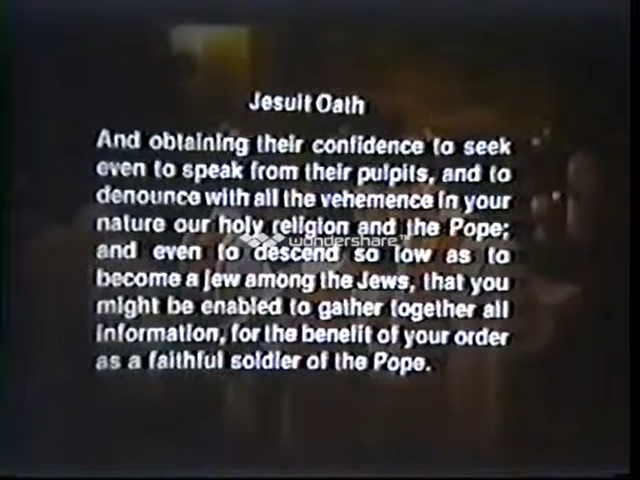 Jesuit Oath
And obtaining their confidence to seek
even to speak from their pulpits, and to
denounce with all the vehemence in your
nature our holy religion and the Pope;
wondershare™
and even to descend so low as to
become a Jew among the Jews, that you
might be enabled to gather together all
information, for the benefit of your order
as a faithful soldier of the Pope.